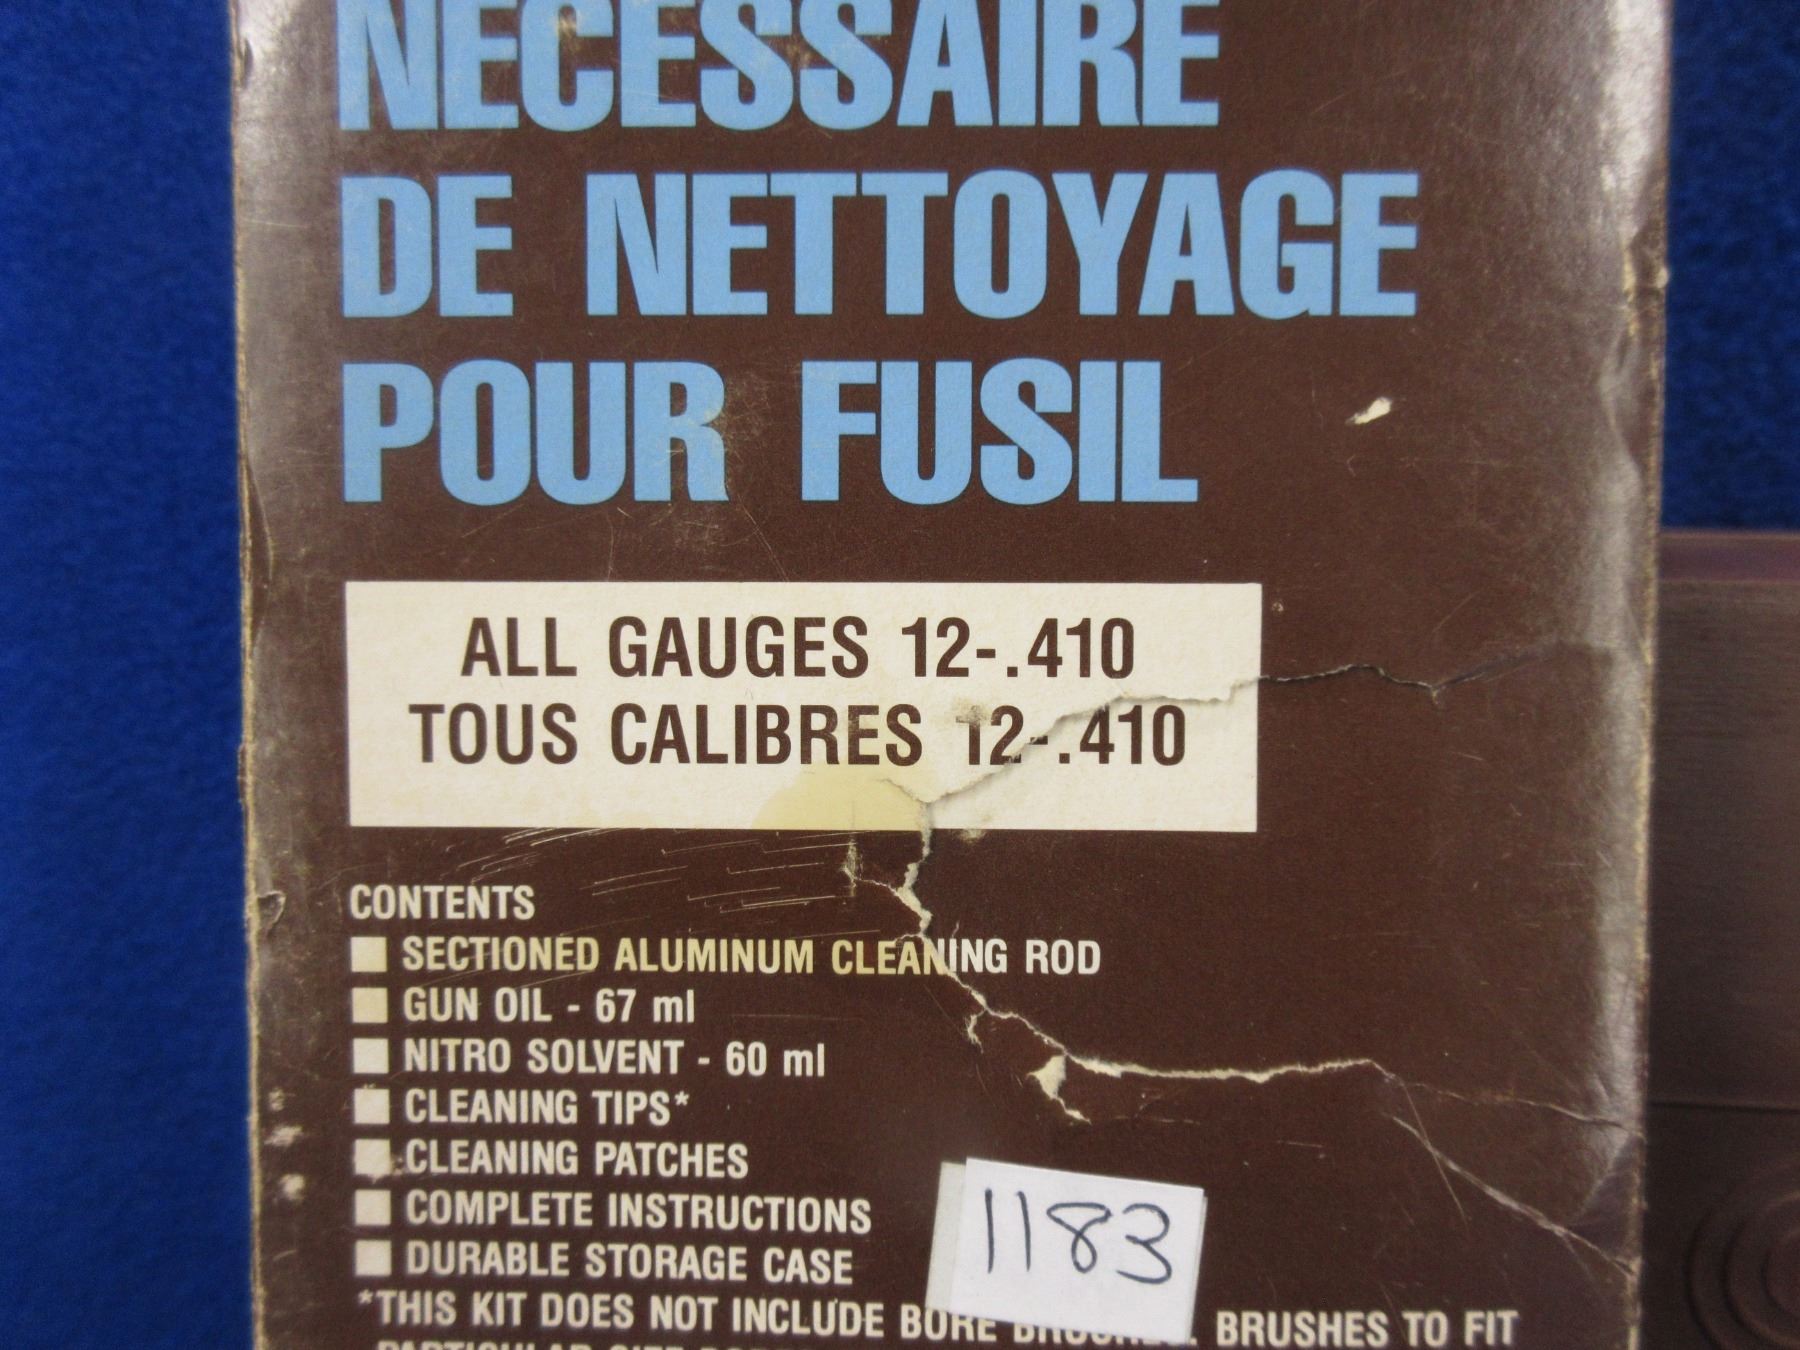 NECESSAIRE
DE NETTOYAGE
POUR FUSIL
ALL GAUGES 12-.410
TOUS CALIBRES 12-.410
CONTENTS
SECTIONED ALUMINUM CLEANING ROD
GUN OIL - 67 ml
NITRO SOLVENT - 60 ml
CLEANING TIPS*
CLEANING PATCHES
COMPLETE INSTRUCTIONS
DURABLE STORAGE CASE
1183
*THIS KIT DOES NOT INCLUDE BORE BRUSHES. BRUSHES TO FIT